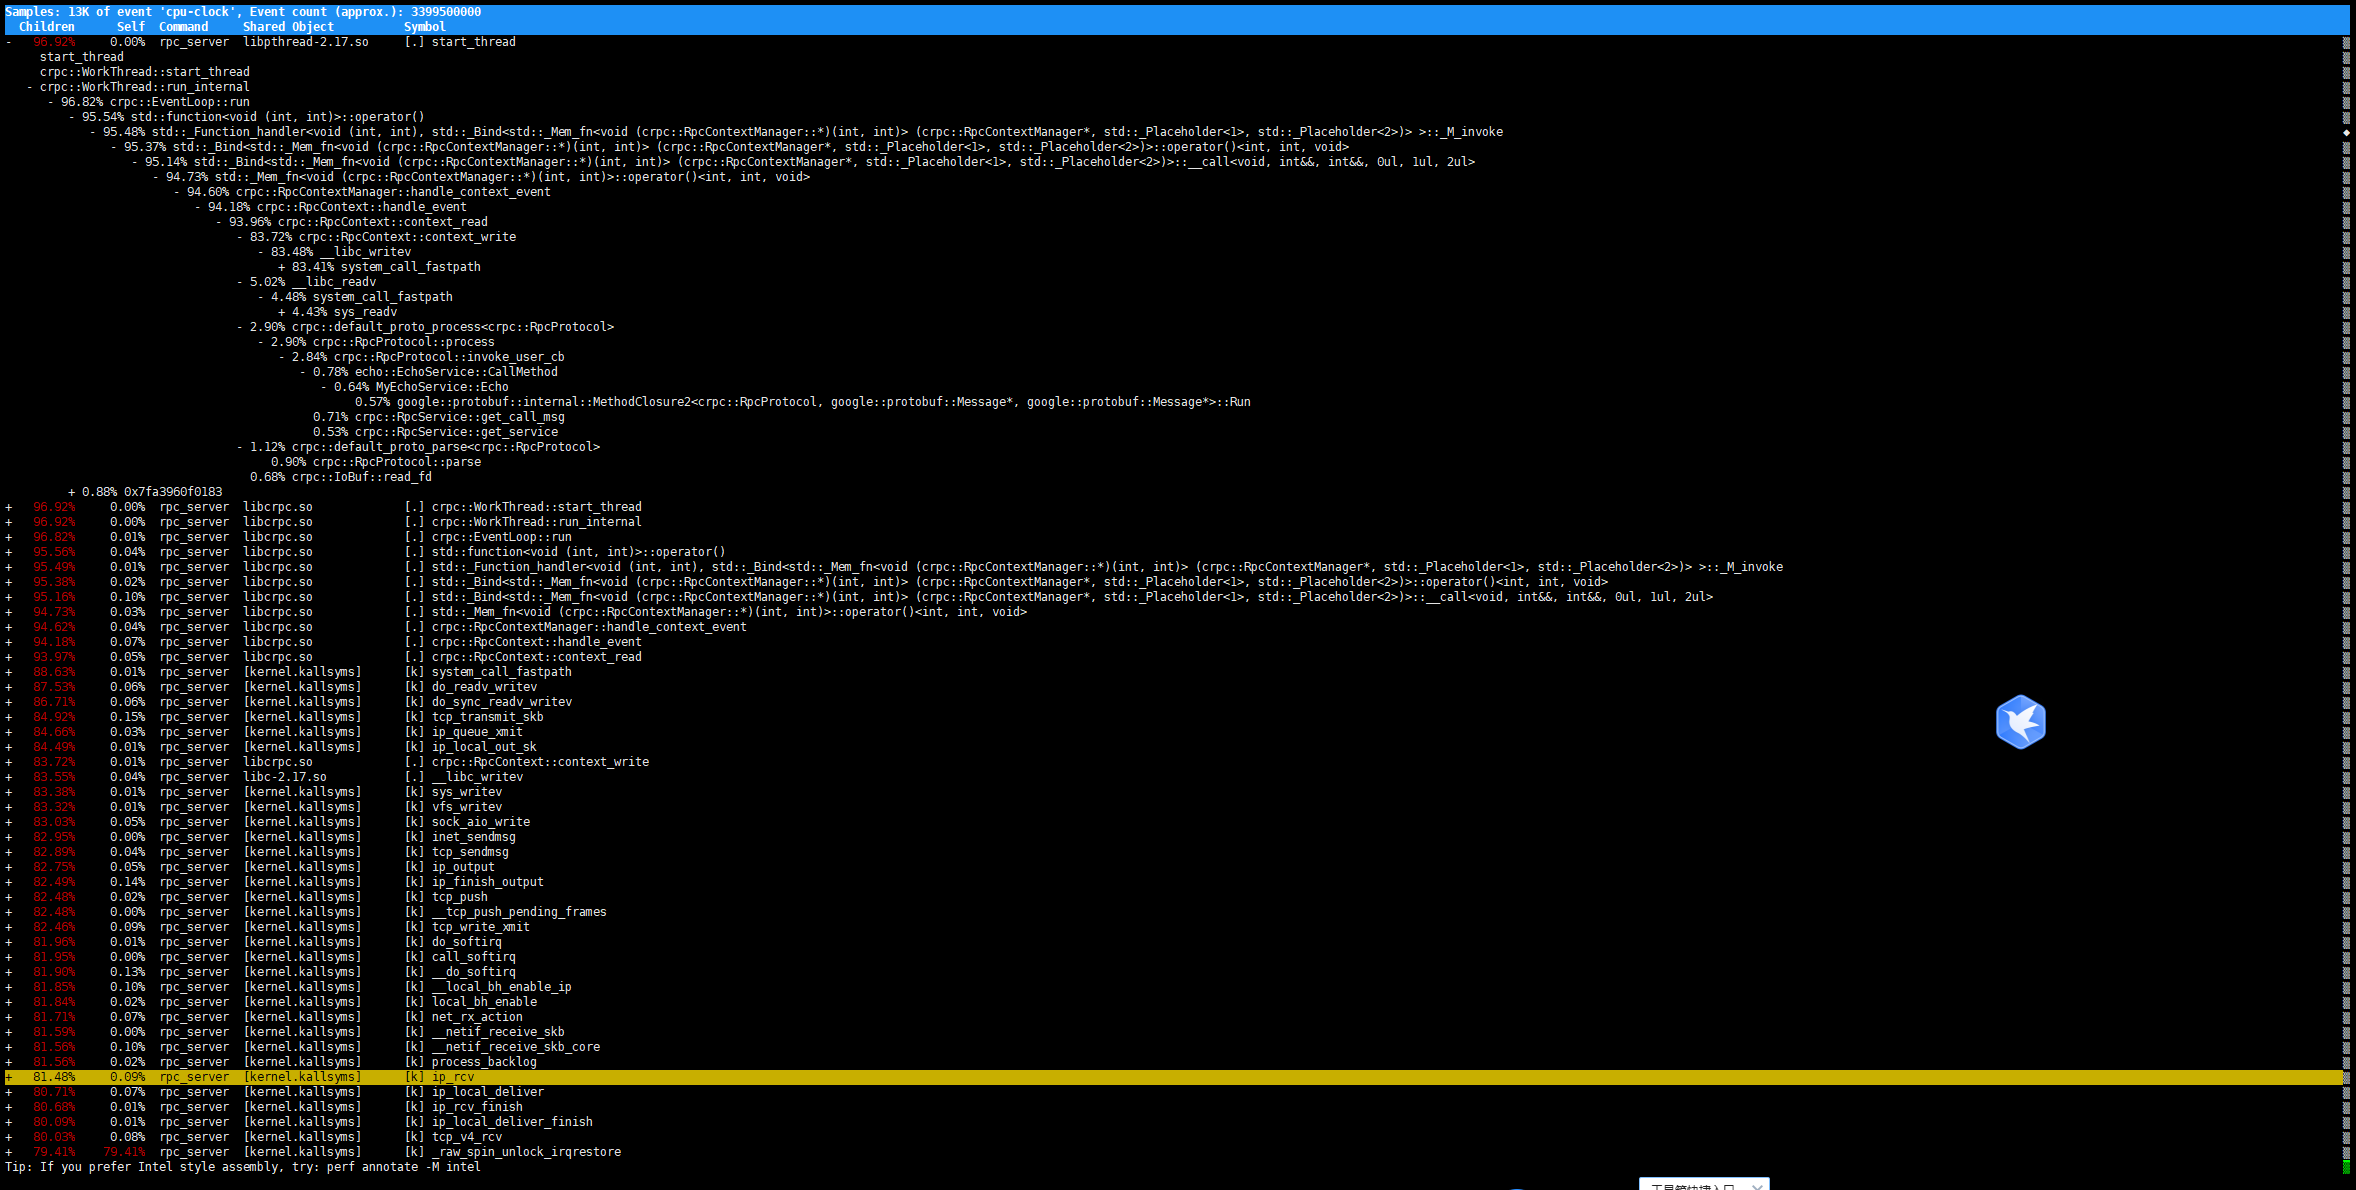 Samples: 13K of event 'cpu-clock', Event count (approx.): 3399500000
  Children      Self  Command    Shared Object          Symbol
-   96.92%     0.00%  rpc_server  libpthread-2.17.so     [.] start_thread
     start_thread
     crpc::WorkThread::start_thread
   - crpc::WorkThread::run_internal
      - 96.82% crpc::EventLoop::run
         - 95.54% std::function<void (int, int)>::operator()
            - 95.48% std::_Function_handler<void (int, int), std::_Bind<std::_Mem_fn<void (crpc::RpcContextManager::*)(int, int)> (crpc::RpcContextManager*, std::_Placeholder<1>, std::_Placeholder<2>)> >::_M_invoke
               - 95.37% std::_Bind<std::_Mem_fn<void (crpc::RpcContextManager::*)(int, int)> (crpc::RpcContextManager*, std::_Placeholder<1>, std::_Placeholder<2>)>::operator()<int, int, void>
                  - 95.14% std::_Bind<std::_Mem_fn<void (crpc::RpcContextManager::*)(int, int)> (crpc::RpcContextManager*, std::_Placeholder<1>, std::_Placeholder<2>)>::__call<void, int&&, int&&, 0ul, 1ul, 2ul>
                     - 94.73% std::_Mem_fn<void (crpc::RpcContextManager::*)(int, int)>::operator()<int, int, void>
                        - 94.60% crpc::RpcContextManager::handle_context_event
                           - 94.18% crpc::RpcContext::handle_event
                              - 93.96% crpc::RpcContext::context_read
                                 - 83.72% crpc::RpcContext::context_write
                                    - 83.48% __libc_writev
                                       + 83.41% system_call_fastpath
                                 - 5.02% __libc_readv
                                    - 4.48% system_call_fastpath
                                       + 4.43% sys_readv
                                 - 2.90% crpc::default_proto_process<crpc::RpcProtocol>
                                    - 2.90% crpc::RpcProtocol::process
                                       - 2.84% crpc::RpcProtocol::invoke_user_cb
                                          - 0.78% echo::EchoService::CallMethod
                                             - 0.64% MyEchoService::Echo
                                                  0.57% google::protobuf::internal::MethodClosure2<crpc::RpcProtocol, google::protobuf::Message*, google::protobuf::Message*>::Run
                                            0.71% crpc::RpcService::get_call_msg
                                            0.53% crpc::RpcService::get_service
                                 - 1.12% crpc::default_proto_parse<crpc::RpcProtocol>
                                      0.90% crpc::RpcProtocol::parse
                                   0.68% crpc::IoBuf::read_fd
         + 0.88% 0x7fa3960f0183
+   96.92%     0.00%  rpc_server  libcrpc.so             [.] crpc::WorkThread::start_thread
+   96.92%     0.00%  rpc_server  libcrpc.so             [.] crpc::WorkThread::run_internal
+   96.82%     0.01%  rpc_server  libcrpc.so             [.] crpc::EventLoop::run
+   95.56%     0.04%  rpc_server  libcrpc.so             [.] std::function<void (int, int)>::operator()
+   95.49%     0.01%  rpc_server  libcrpc.so             [.] std::_Function_handler<void (int, int), std::_Bind<std::_Mem_fn<void (crpc::RpcContextManager::*)(int, int)> (crpc::RpcContextManager*, std::_Placeholder<1>, std::_Placeholder<2>)> >::_M_invoke
+   95.38%     0.02%  rpc_server  libcrpc.so             [.] std::_Bind<std::_Mem_fn<void (crpc::RpcContextManager::*)(int, int)> (crpc::RpcContextManager*, std::_Placeholder<1>, std::_Placeholder<2>)>::operator()<int, int, void>
+   95.16%     0.10%  rpc_server  libcrpc.so             [.] std::_Bind<std::_Mem_fn<void (crpc::RpcContextManager::*)(int, int)> (crpc::RpcContextManager*, std::_Placeholder<1>, std::_Placeholder<2>)>::__call<void, int&&, int&&, 0ul, 1ul, 2ul>
+   94.73%     0.03%  rpc_server  libcrpc.so             [.] std::_Mem_fn<void (crpc::RpcContextManager::*)(int, int)>::operator()<int, int, void>
+   94.62%     0.04%  rpc_server  libcrpc.so             [.] crpc::RpcContextManager::handle_context_event
+   94.18%     0.07%  rpc_server  libcrpc.so             [.] crpc::RpcContext::handle_event
+   93.97%     0.05%  rpc_server  libcrpc.so             [.] crpc::RpcContext::context_read
+   88.63%     0.01%  rpc_server  [kernel.kallsyms]      [k] system_call_fastpath
+   87.53%     0.06%  rpc_server  [kernel.kallsyms]      [k] do_readv_writev
+   86.71%     0.06%  rpc_server  [kernel.kallsyms]      [k] do_sync_readv_writev
+   84.92%     0.15%  rpc_server  [kernel.kallsyms]      [k] tcp_transmit_skb
+   84.66%     0.03%  rpc_server  [kernel.kallsyms]      [k] ip_queue_xmit
+   84.49%     0.01%  rpc_server  [kernel.kallsyms]      [k] ip_local_out_sk
+   83.72%     0.01%  rpc_server  libcrpc.so             [.] crpc::RpcContext::context_write
+   83.55%     0.04%  rpc_server  libc-2.17.so           [.] __libc_writev
+   83.38%     0.01%  rpc_server  [kernel.kallsyms]      [k] sys_writev
+   83.32%     0.01%  rpc_server  [kernel.kallsyms]      [k] vfs_writev
+   83.03%     0.05%  rpc_server  [kernel.kallsyms]      [k] sock_aio_write
+   82.95%     0.00%  rpc_server  [kernel.kallsyms]      [k] inet_sendmsg
+   82.89%     0.04%  rpc_server  [kernel.kallsyms]      [k] tcp_sendmsg
+   82.75%     0.05%  rpc_server  [kernel.kallsyms]      [k] ip_output
+   82.49%     0.14%  rpc_server  [kernel.kallsyms]      [k] ip_finish_output
+   82.48%     0.02%  rpc_server  [kernel.kallsyms]      [k] tcp_push
+   82.48%     0.00%  rpc_server  [kernel.kallsyms]      [k] __tcp_push_pending_frames
+   82.46%     0.09%  rpc_server  [kernel.kallsyms]      [k] tcp_write_xmit
+   81.96%     0.01%  rpc_server  [kernel.kallsyms]      [k] do_softirq
+   81.95%     0.00%  rpc_server  [kernel.kallsyms]      [k] call_softirq
+   81.90%     0.13%  rpc_server  [kernel.kallsyms]      [k] __do_softirq
+   81.85%     0.10%  rpc_server  [kernel.kallsyms]      [k] __local_bh_enable_ip
+   81.84%     0.02%  rpc_server  [kernel.kallsyms]      [k] local_bh_enable
+   81.71%     0.07%  rpc_server  [kernel.kallsyms]      [k] net_rx_action
+   81.59%     0.00%  rpc_server  [kernel.kallsyms]      [k] __netif_receive_skb
+   81.56%     0.10%  rpc_server  [kernel.kallsyms]      [k] __netif_receive_skb_core
+   81.56%     0.02%  rpc_server  [kernel.kallsyms]      [k] process_backlog
+   81.48%     0.09%  rpc_server  [kernel.kallsyms]      [k] ip_rcv
+   80.71%     0.07%  rpc_server  [kernel.kallsyms]      [k] ip_local_deliver
+   80.68%     0.01%  rpc_server  [kernel.kallsyms]      [k] ip_rcv_finish
+   80.09%     0.01%  rpc_server  [kernel.kallsyms]      [k] ip_local_deliver_finish
+   80.03%     0.08%  rpc_server  [kernel.kallsyms]      [k] tcp_v4_rcv
+   79.41%    79.41%  rpc_server  [kernel.kallsyms]      [k] _raw_spin_unlock_irqrestore
Tip: If you prefer Intel style assembly, try: perf annotate -M intel